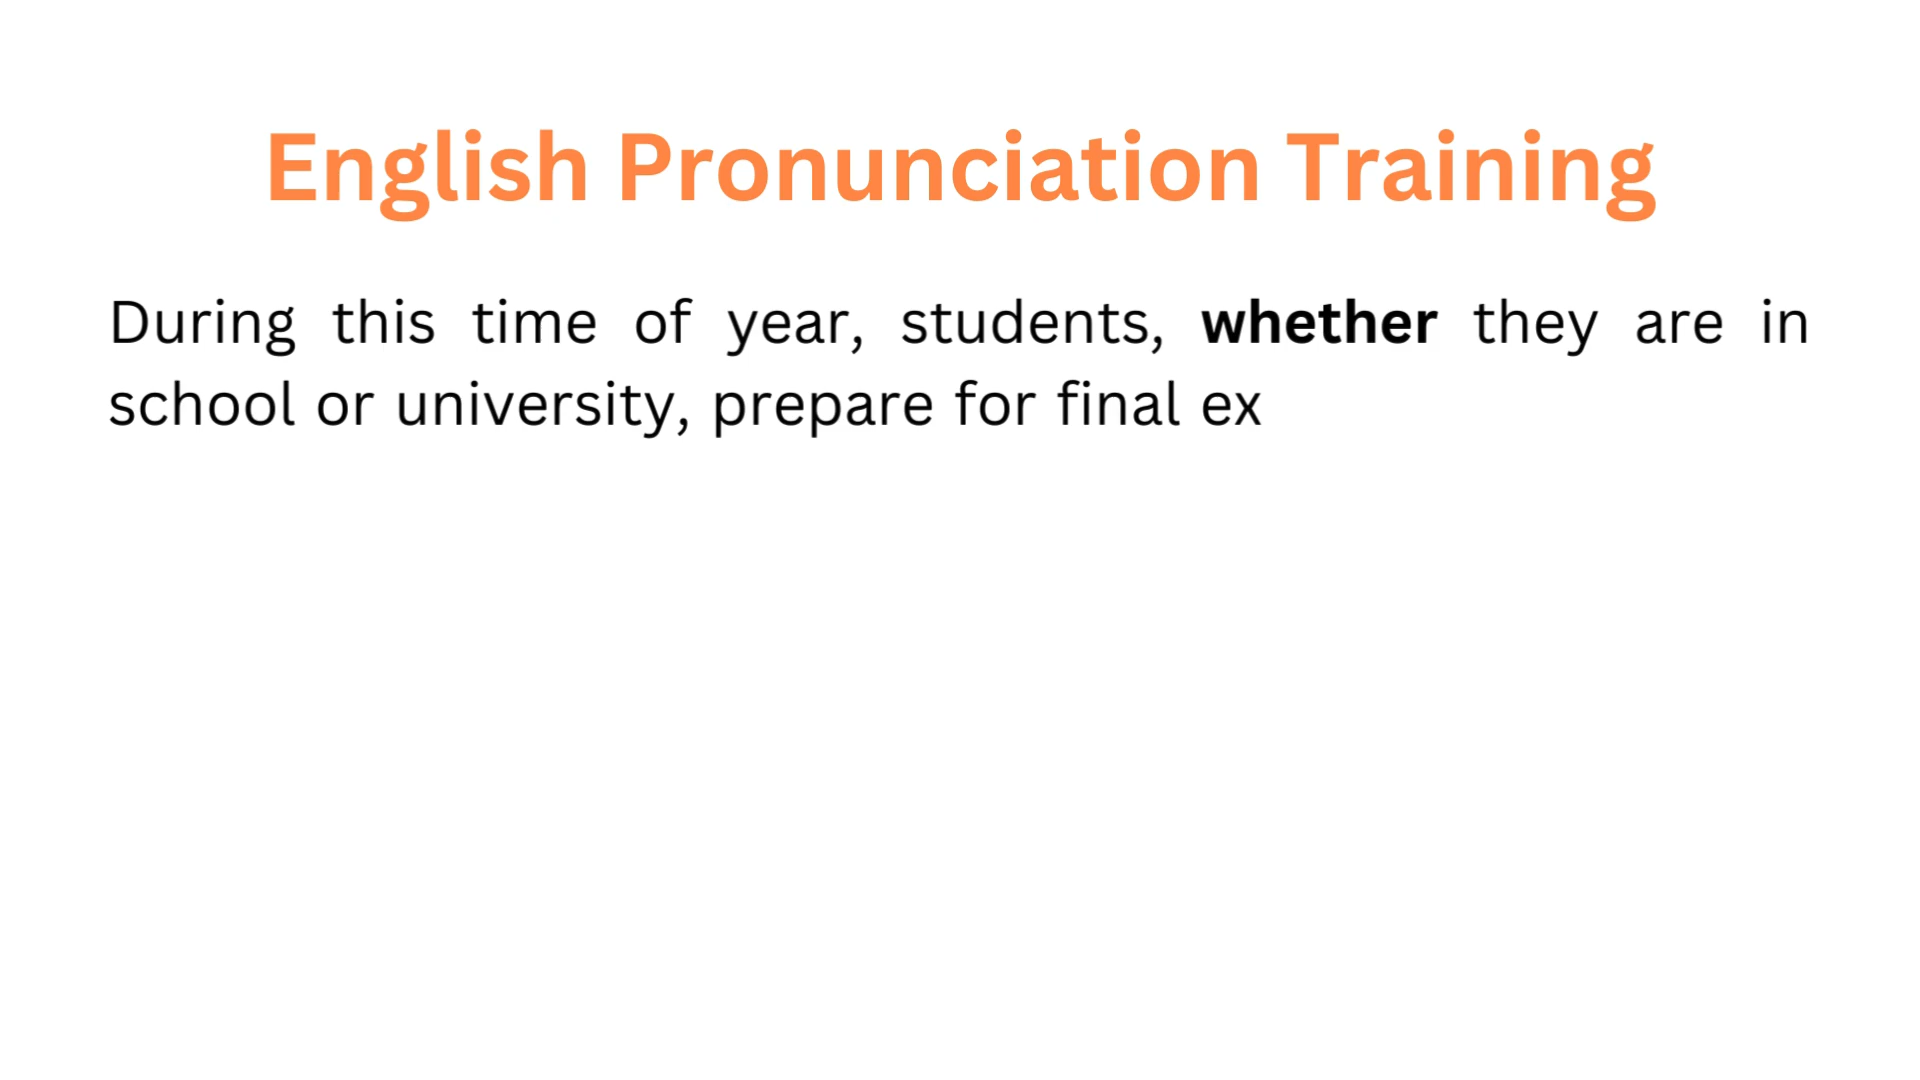 English Pronunciation Training
During this time of year, students, whether they are in
school or university, prepare for final ex